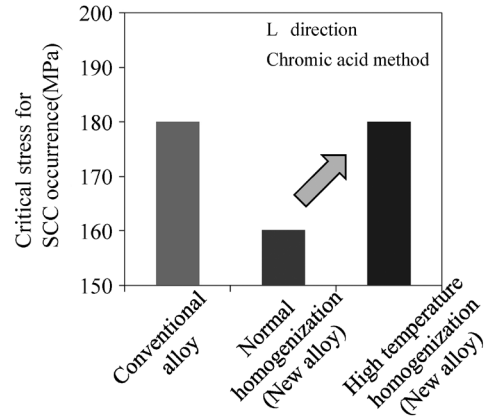 Critical stress for
SCC occurrence(MPa)
200
190
180
170
160
150
L direction
Chromic acid method
Conventional
alloy
Normal
homogenization
(New alloy)
High temperature
homogenization
(New alloy)